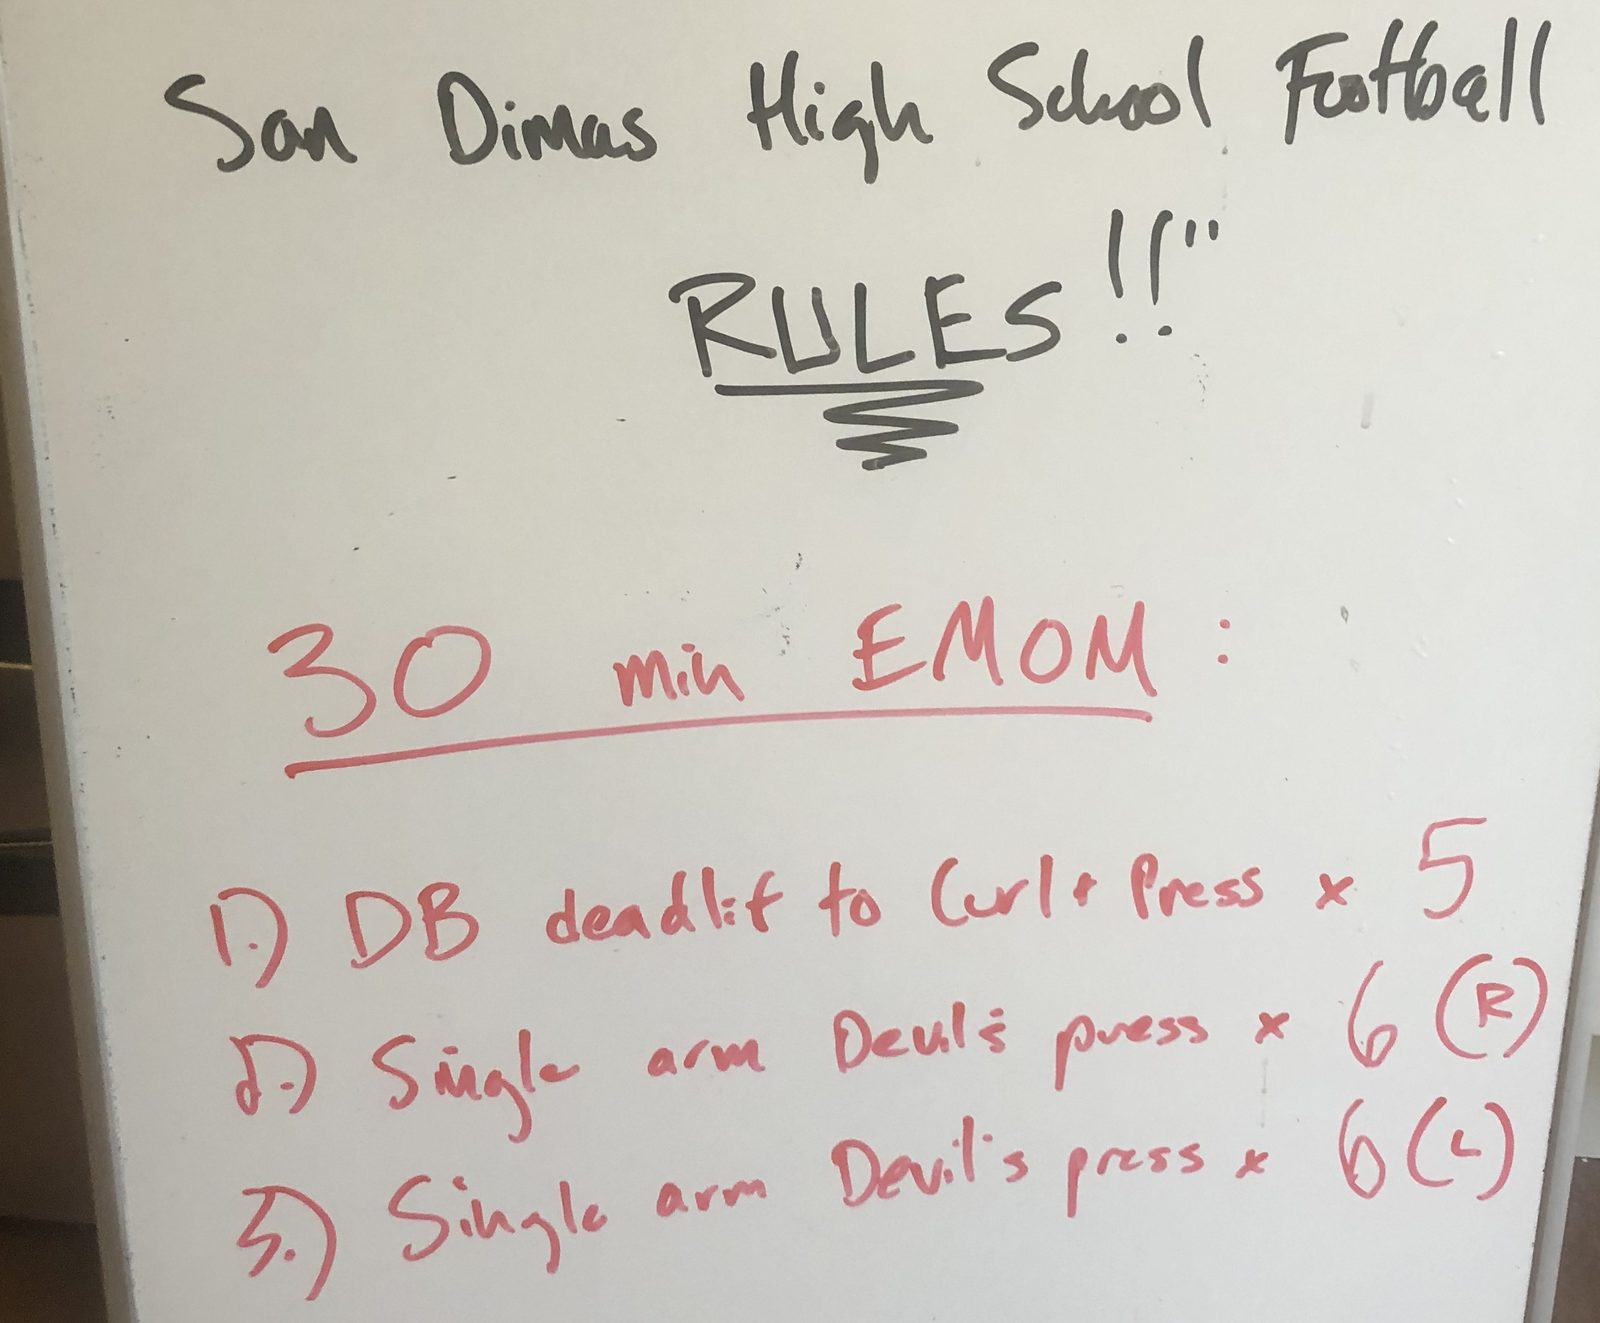 San Dimas High School Football
RULES!!"
30 min EMOM:
1.) DB deadlift to Curl + Press x 5
2.) Single arm Devil's press x 6 (R)
3.) Single arm Devil's press x 6 (L)